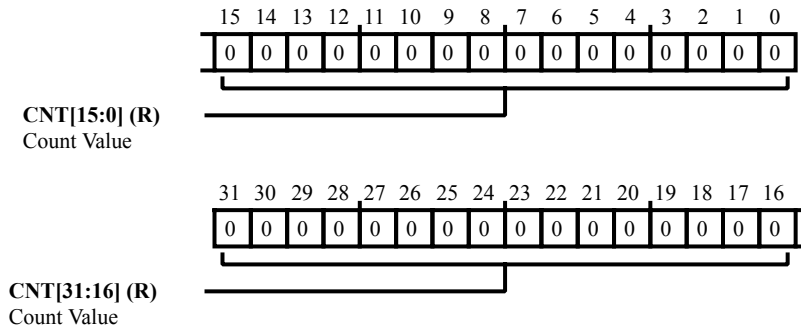 15 14 13 12 11 10 9 8 7 6 5 4 3 2 1 0
0 0 0 0 0 0 0 0 0 0 0 0 0 0 0 0
CNT[15:0] (R)
Count Value
31 30 29 28 27 26 25 24 23 22 21 20 19 18 17 16
0 0 0 0 0 0 0 0 0 0 0 0 0 0 0 0
CNT[31:16] (R)
Count Value